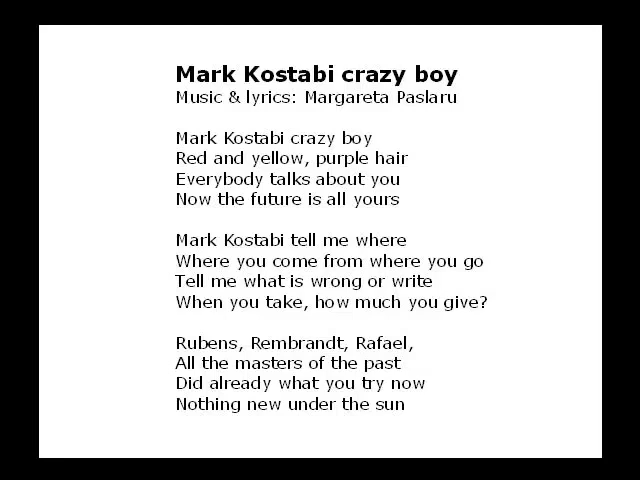 Mark Kostabi crazy boy
Music & lyrics: Margareta Paslaru
Mark Kostabi crazy boy
Red and yellow, purple hair
Everybody talks about you
Now the future is all yours
Mark Kostabi tell me where
Where you come from where you go
Tell me what is wrong or write
When you take, how much you give?
Rubens, Rembrandt, Rafael,
All the masters of the past
Did already what you try now
Nothing new under the sun